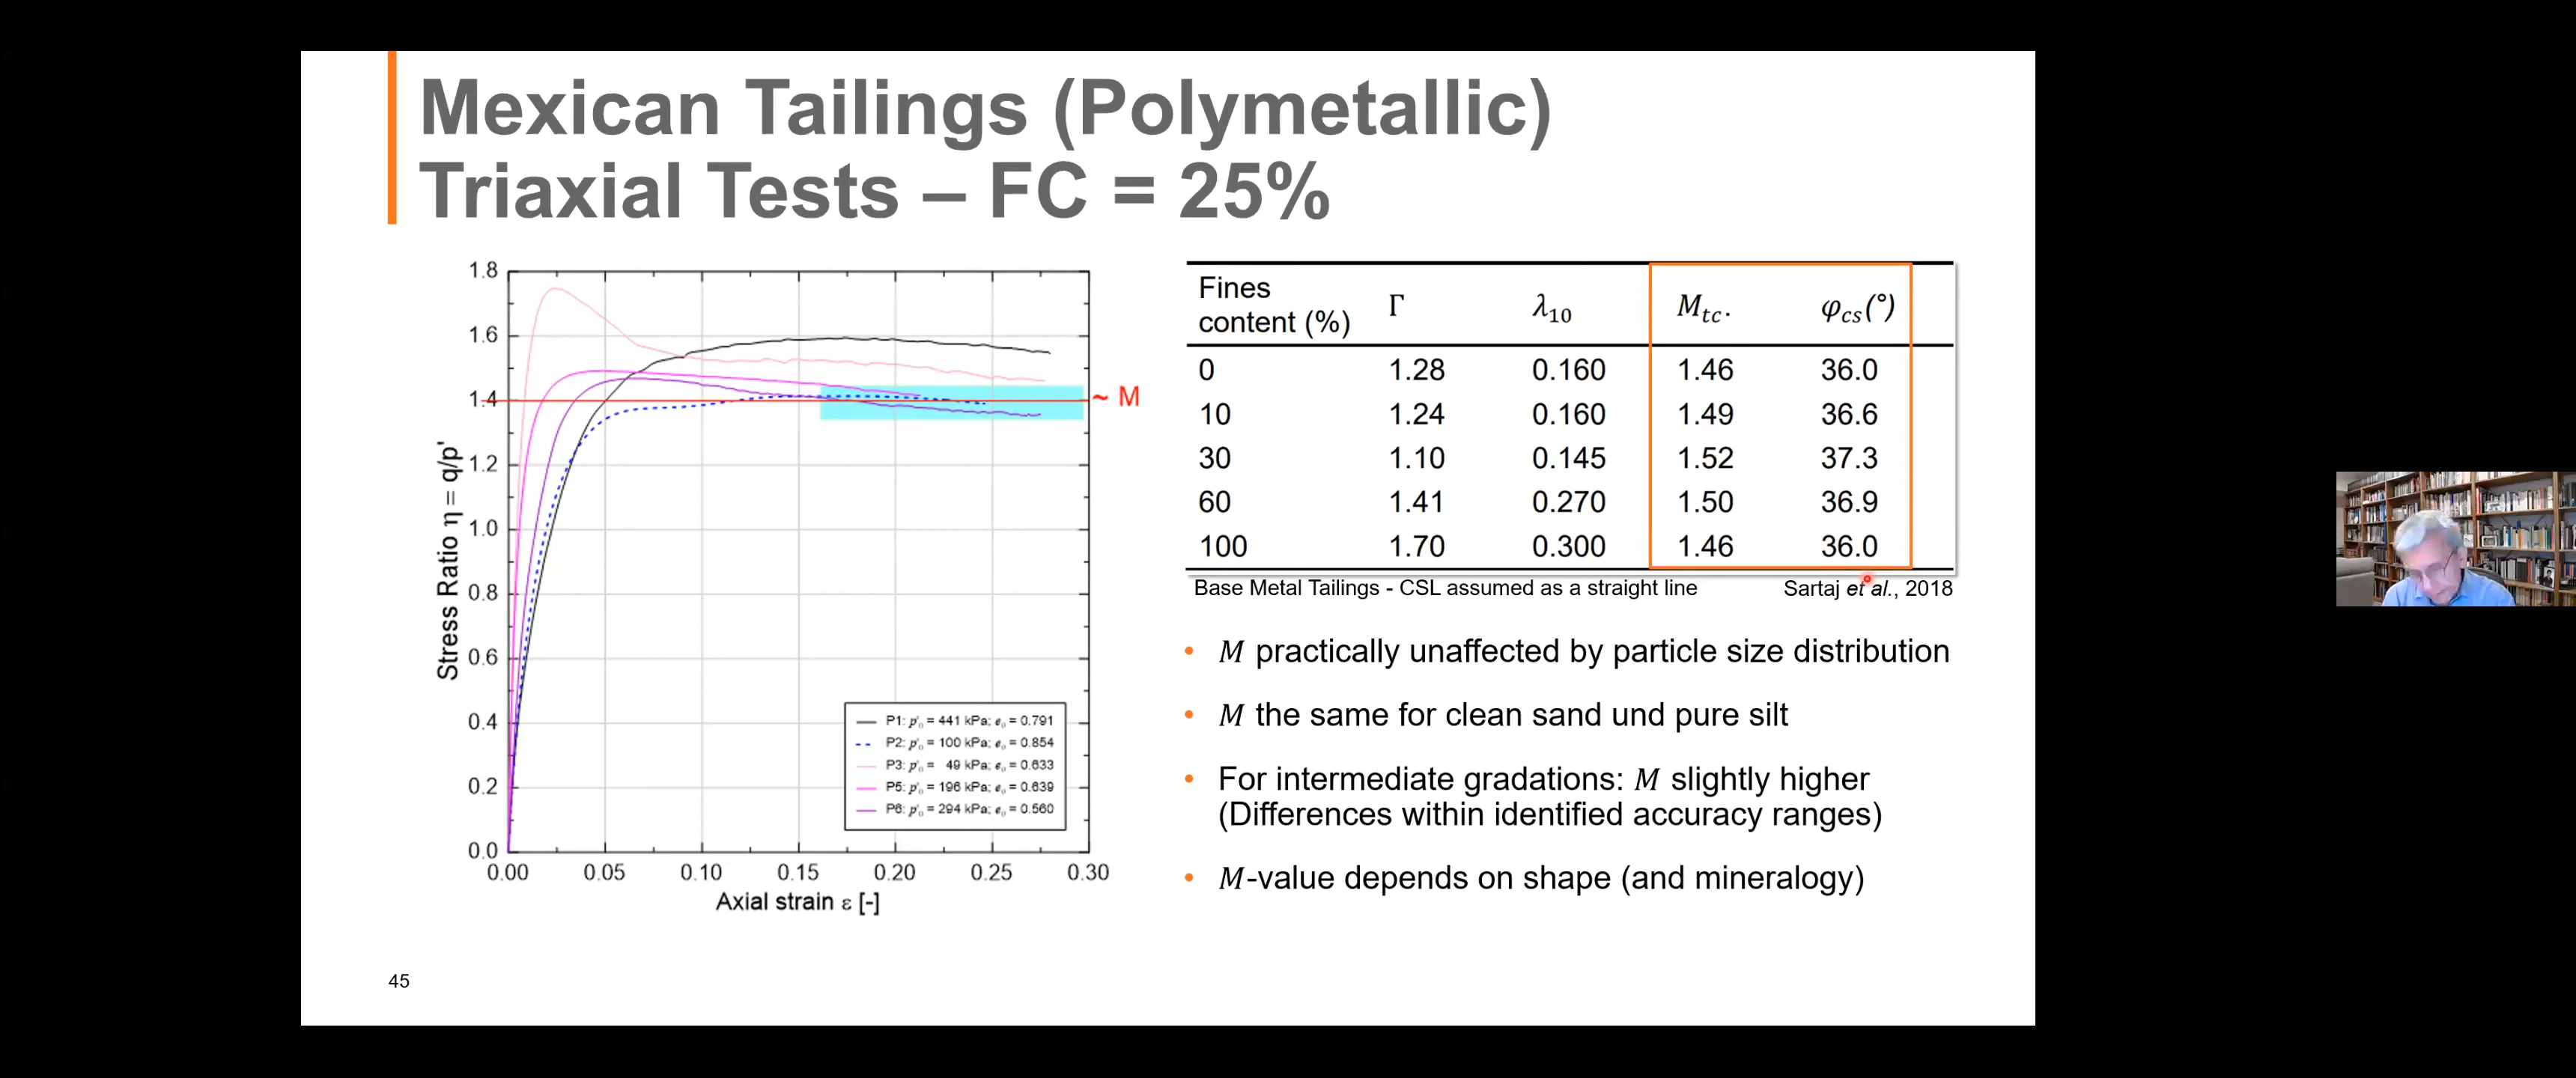 Mexican Tailings (Polymetallic)
Triaxial Tests – FC = 25%
1.8
1.6
1.4
1.2
1.0
0.8
0.6
0.4
0.2
0.0
Stress Ratio η = q/p'
~ M
P1: p'₀ = 441 kPa; e₀ = 0.791
P2: p'₀ = 100 kPa; e₀ = 0.854
P3: p'₀ = 49 kPa; e₀ = 0.633
P5: p'₀ = 196 kPa; e₀ = 0.639
P6: p'₀ = 294 kPa; e₀ = 0.560
0.00 0.05 0.10 0.15 0.20 0.25 0.30
Axial strain ε [-]
Fines
content (%) Γ λ₁₀ M_tc. φ_cs(°)
0 1.28 0.160 1.46 36.0
10 1.24 0.160 1.49 36.6
30 1.10 0.145 1.52 37.3
60 1.41 0.270 1.50 36.9
100 1.70 0.300 1.46 36.0
Base Metal Tailings - CSL assumed as a straight line Sartaj et al., 2018
• M practically unaffected by particle size distribution
• M the same for clean sand und pure silt
• For intermediate gradations: M slightly higher
(Differences within identified accuracy ranges)
• M-value depends on shape (and mineralogy)
45